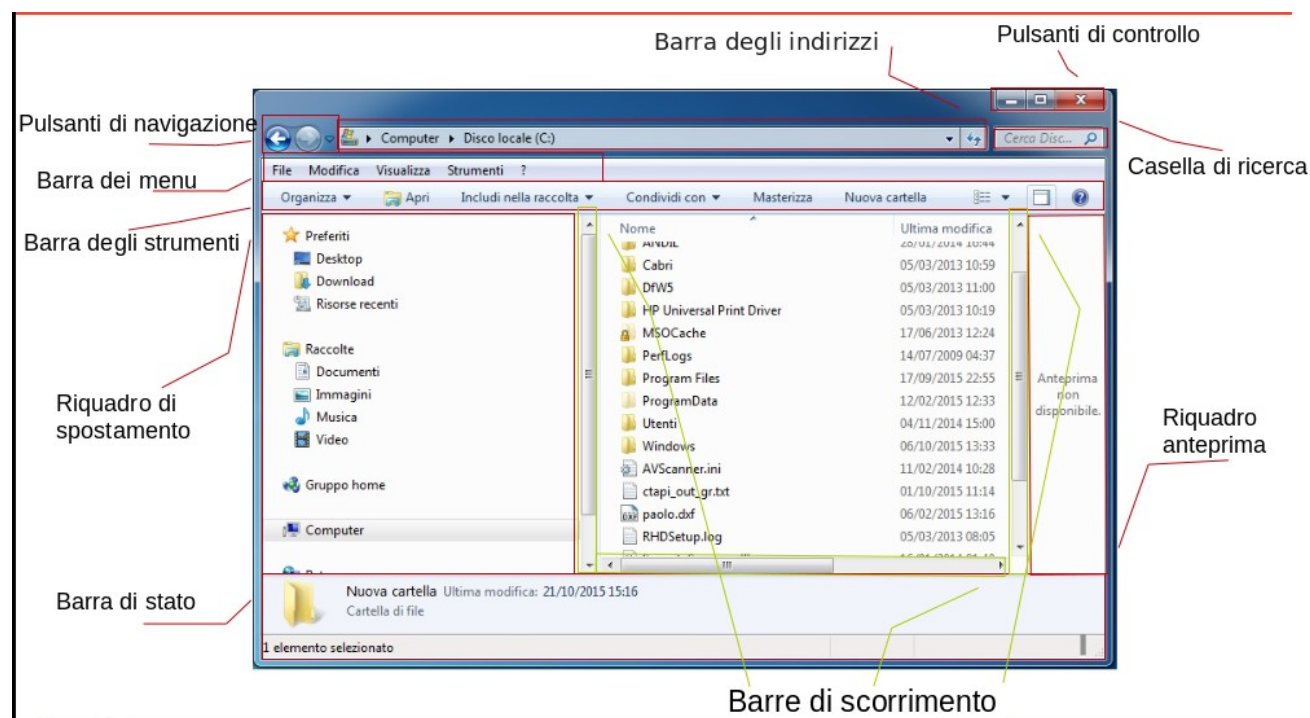 Barra degli indirizzi
Pulsanti di controllo
Pulsanti di navigazione
Computer Disco locale (C:)
Cerca Disc...
Casella di ricerca
Barra dei menu
File Modifica Visualizza Strumenti ?
Organizza Apri Includi nella raccolta Condividi con Masterizza Nuova cartella
Barra degli strumenti
Preferiti
Desktop
Download
Risorse recenti
Raccolte
Documenti
Immagini
Musica
Video
Gruppo home
Computer
Nome Ultima modifica
ANDIL 28/01/2014 10:44
Cabri 05/03/2013 10:59
DfW5 05/03/2013 11:00
HP Universal Print Driver 05/03/2013 10:19
MSOCache 17/06/2013 12:24
PerfLogs 14/07/2009 04:37
Program Files 17/09/2015 22:55
ProgramData 12/02/2015 12:33
Utenti 04/11/2014 15:00
Windows 06/10/2015 13:33
AVScanner.ini 11/02/2014 10:28
ctapi_out_gr.txt 01/10/2015 11:14
paolo.dxf 06/02/2015 13:16
RHDSetup.log 05/03/2013 08:05
Anteprima
non
disponibile.
Riquadro di
spostamento
Riquadro
anteprima
Barra di stato
Nuova cartella Ultima modifica: 21/10/2015 15:16
Cartella di file
1 elemento selezionato
Barre di scorrimento